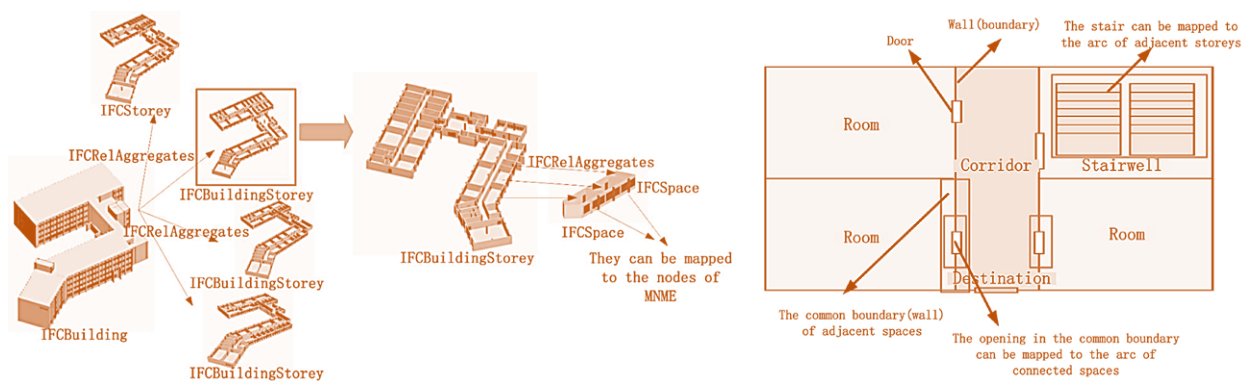 IFCStorey
IFCRelAggregates
IFCBuildingStorey
IFCRelAggregates
IFCBuildingStorey
IFCBuilding
IFCBuildingStorey
IFCBuildingStorey
IFCRelAggregates
IFCSpace
IFCSpace
They can be mapped
to the nodes of
MNME
Wall(boundary)
Door
The stair can be mapped to
the arc of adjacent storeys
Room
Corridor
Stairwell
Room
Room
Destination
The common boundary(wall)
of adjacent spaces
The opening in the common boundary
can be mapped to the arc of
connected spaces